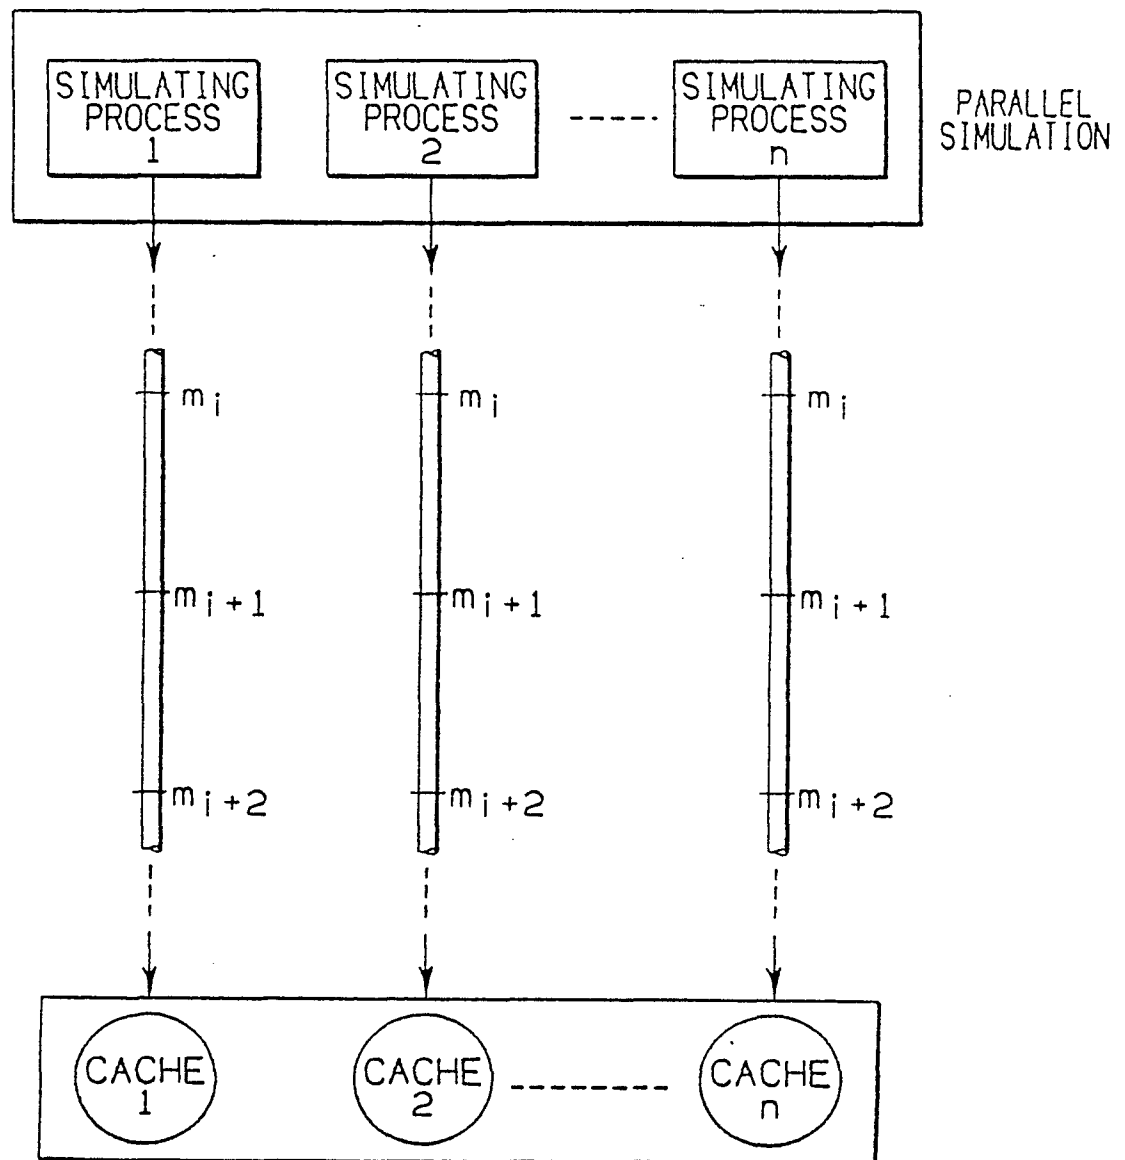 SIMULATING
PROCESS
1
SIMULATING
PROCESS
2
SIMULATING
PROCESS
n
PARALLEL
SIMULATION
m i
m i
m i
m i + 1
m i + 1
m i + 1
m i + 2
m i + 2
m i + 2
CACHE
1
CACHE
2
CACHE
n